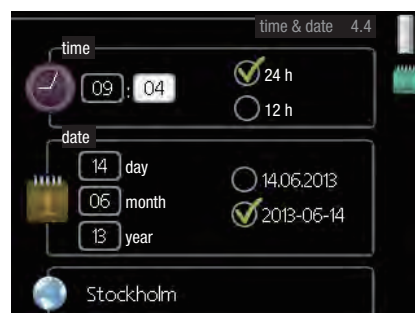 time & date 4.4
time
09 : 04
24 h
12 h
date
14 day
06 month
13 year
14.06.2013
2013-06-14
Stockholm